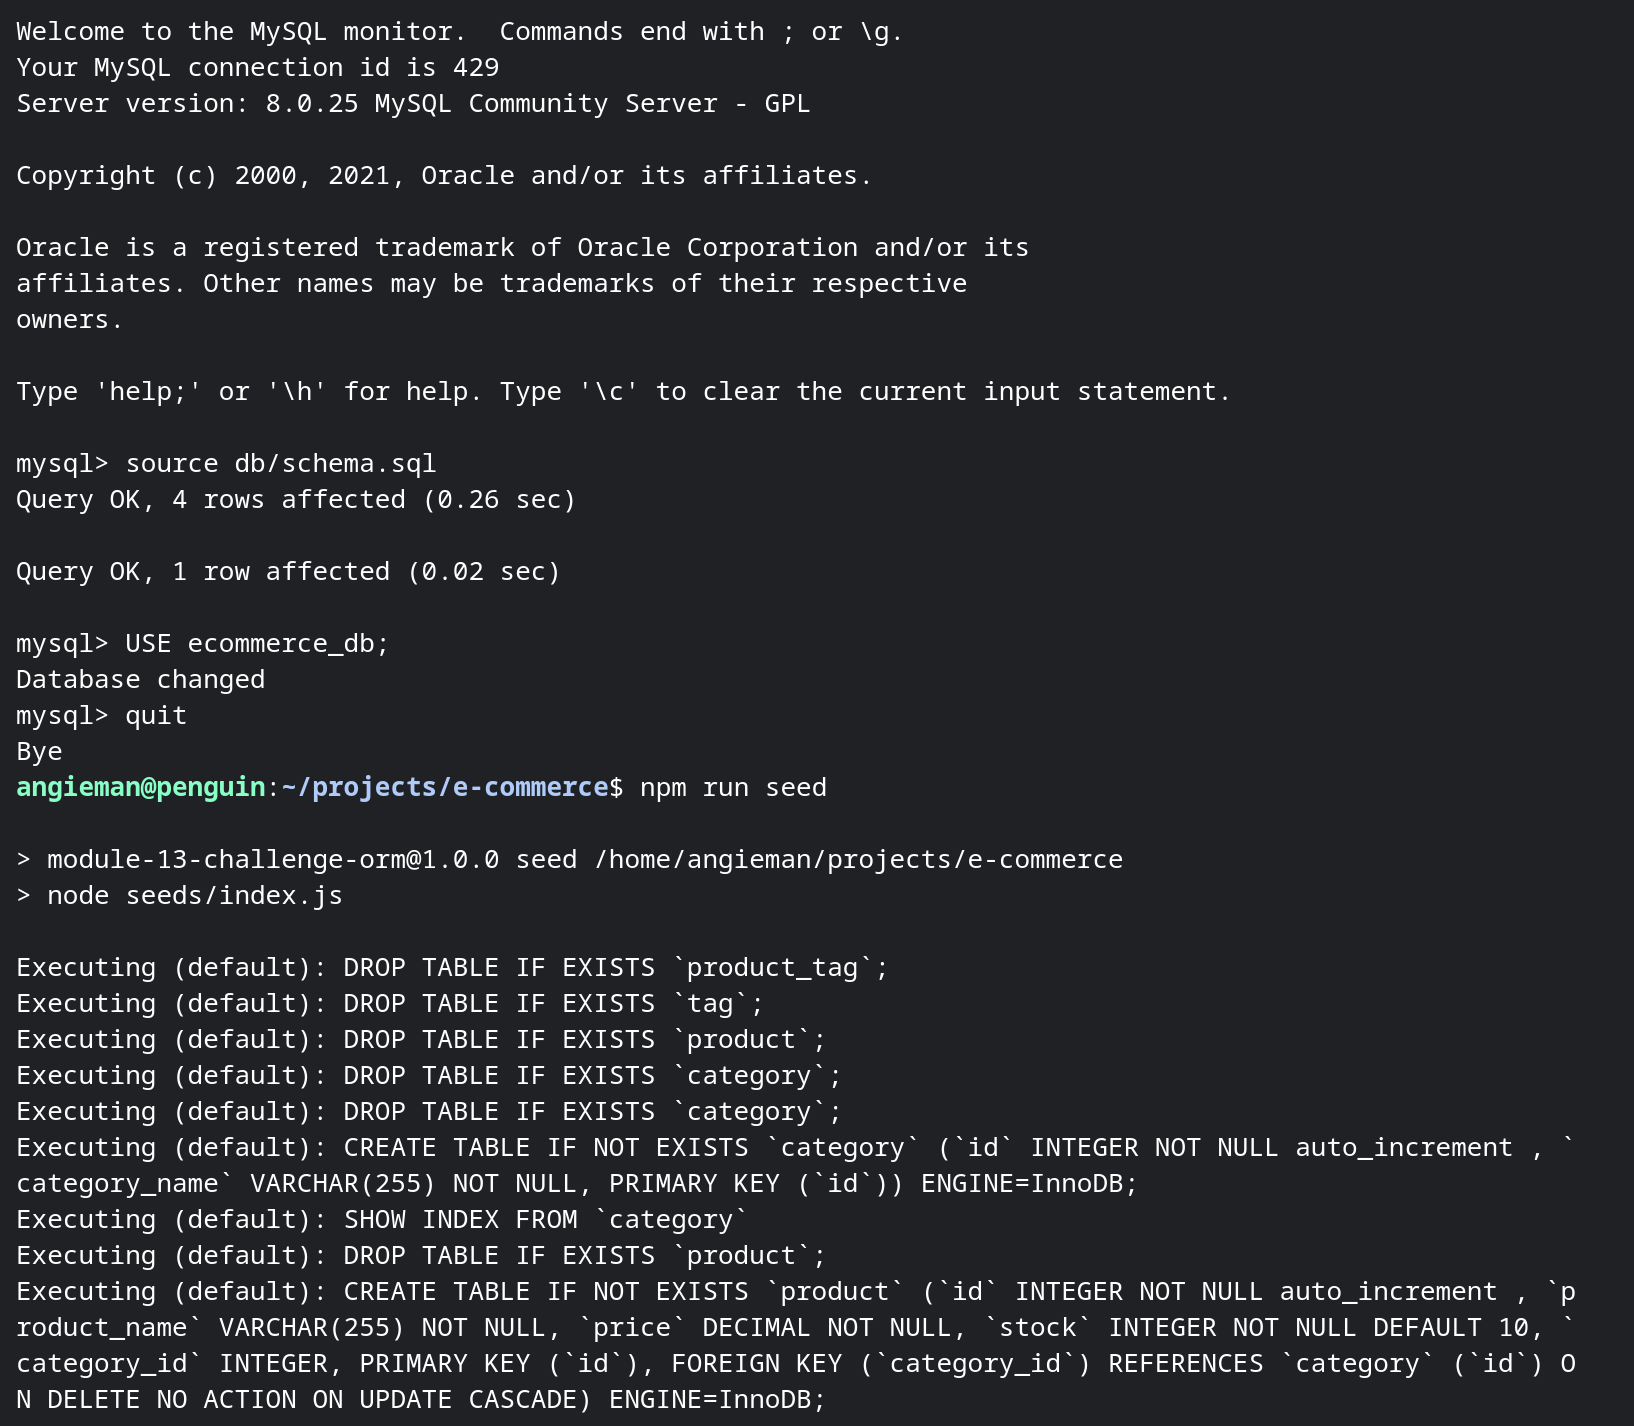 Welcome to the MySQL monitor.  Commands end with ; or \g.
Your MySQL connection id is 429
Server version: 8.0.25 MySQL Community Server - GPL
Copyright (c) 2000, 2021, Oracle and/or its affiliates.
Oracle is a registered trademark of Oracle Corporation and/or its
affiliates. Other names may be trademarks of their respective
owners.
Type 'help;' or '\h' for help. Type '\c' to clear the current input statement.
mysql> source db/schema.sql
Query OK, 4 rows affected (0.26 sec)
Query OK, 1 row affected (0.02 sec)
mysql> USE ecommerce_db;
Database changed
mysql> quit
Bye
angieman@penguin:~/projects/e-commerce$ npm run seed
> module-13-challenge-orm@1.0.0 seed /home/angieman/projects/e-commerce
> node seeds/index.js
Executing (default): DROP TABLE IF EXISTS `product_tag`;
Executing (default): DROP TABLE IF EXISTS `tag`;
Executing (default): DROP TABLE IF EXISTS `product`;
Executing (default): DROP TABLE IF EXISTS `category`;
Executing (default): DROP TABLE IF EXISTS `category`;
Executing (default): CREATE TABLE IF NOT EXISTS `category` (`id` INTEGER NOT NULL auto_increment , `
category_name` VARCHAR(255) NOT NULL, PRIMARY KEY (`id`)) ENGINE=InnoDB;
Executing (default): SHOW INDEX FROM `category`
Executing (default): DROP TABLE IF EXISTS `product`;
Executing (default): CREATE TABLE IF NOT EXISTS `product` (`id` INTEGER NOT NULL auto_increment , `p
roduct_name` VARCHAR(255) NOT NULL, `price` DECIMAL NOT NULL, `stock` INTEGER NOT NULL DEFAULT 10, `
category_id` INTEGER, PRIMARY KEY (`id`), FOREIGN KEY (`category_id`) REFERENCES `category` (`id`) O
N DELETE NO ACTION ON UPDATE CASCADE) ENGINE=InnoDB;